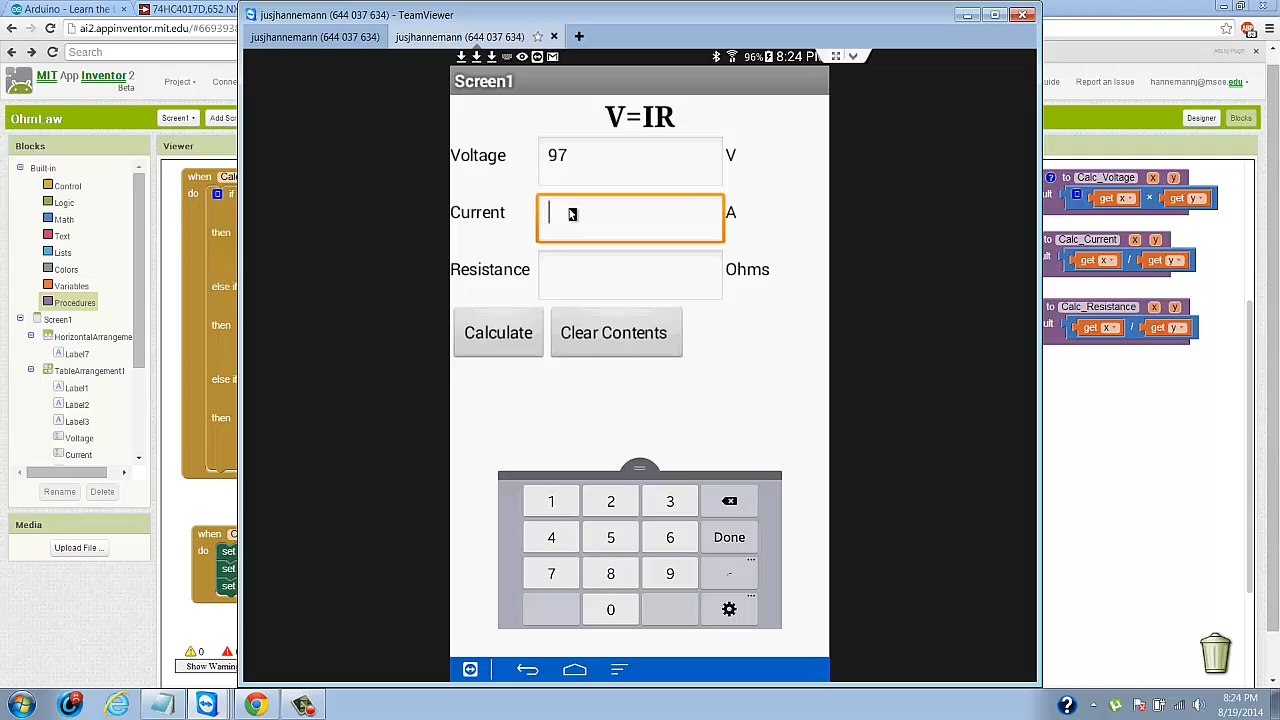 jusjhannemann (644 037 634) - TeamViewer
Arduino - Learn the
74HC4017D,652 NX
jusjhannemann (644 037 634)
jusjhannemann (644 037 634)
ai2.appinventor.mit.edu/#669393
Search
96% 8:24 P
MIT App Inventor 2
Beta
Project
Conne
Screen1
Report an Issue
hannemannj@msoe.edu
OhmLaw
Screen1
Add Scr
V=IR
Designer
Blocks
Blocks
Viewer
Voltage
97
V
Current
A
Resistance
Ohms
Calculate
Clear Contents
Built-in
Control
Logic
Math
Text
Lists
Colors
Variables
Procedures
Screen1
HorizontalArrangeme
Label7
TableArrangement1
Label1
Label2
Label3
Voltage
Current
Rename
Delete
Media
Upload File ...
when
do
if
then
else if
then
else if
then
when
do
set
set
set
0
Show Warnin
to Calc_Voltage x y
get x × get y
to Calc_Current x y
get x / get y
to Calc_Resistance x y
get x / get y
1 2 3
4 5 6 Done
7 8 9
0
8:24 PM
8/19/2014